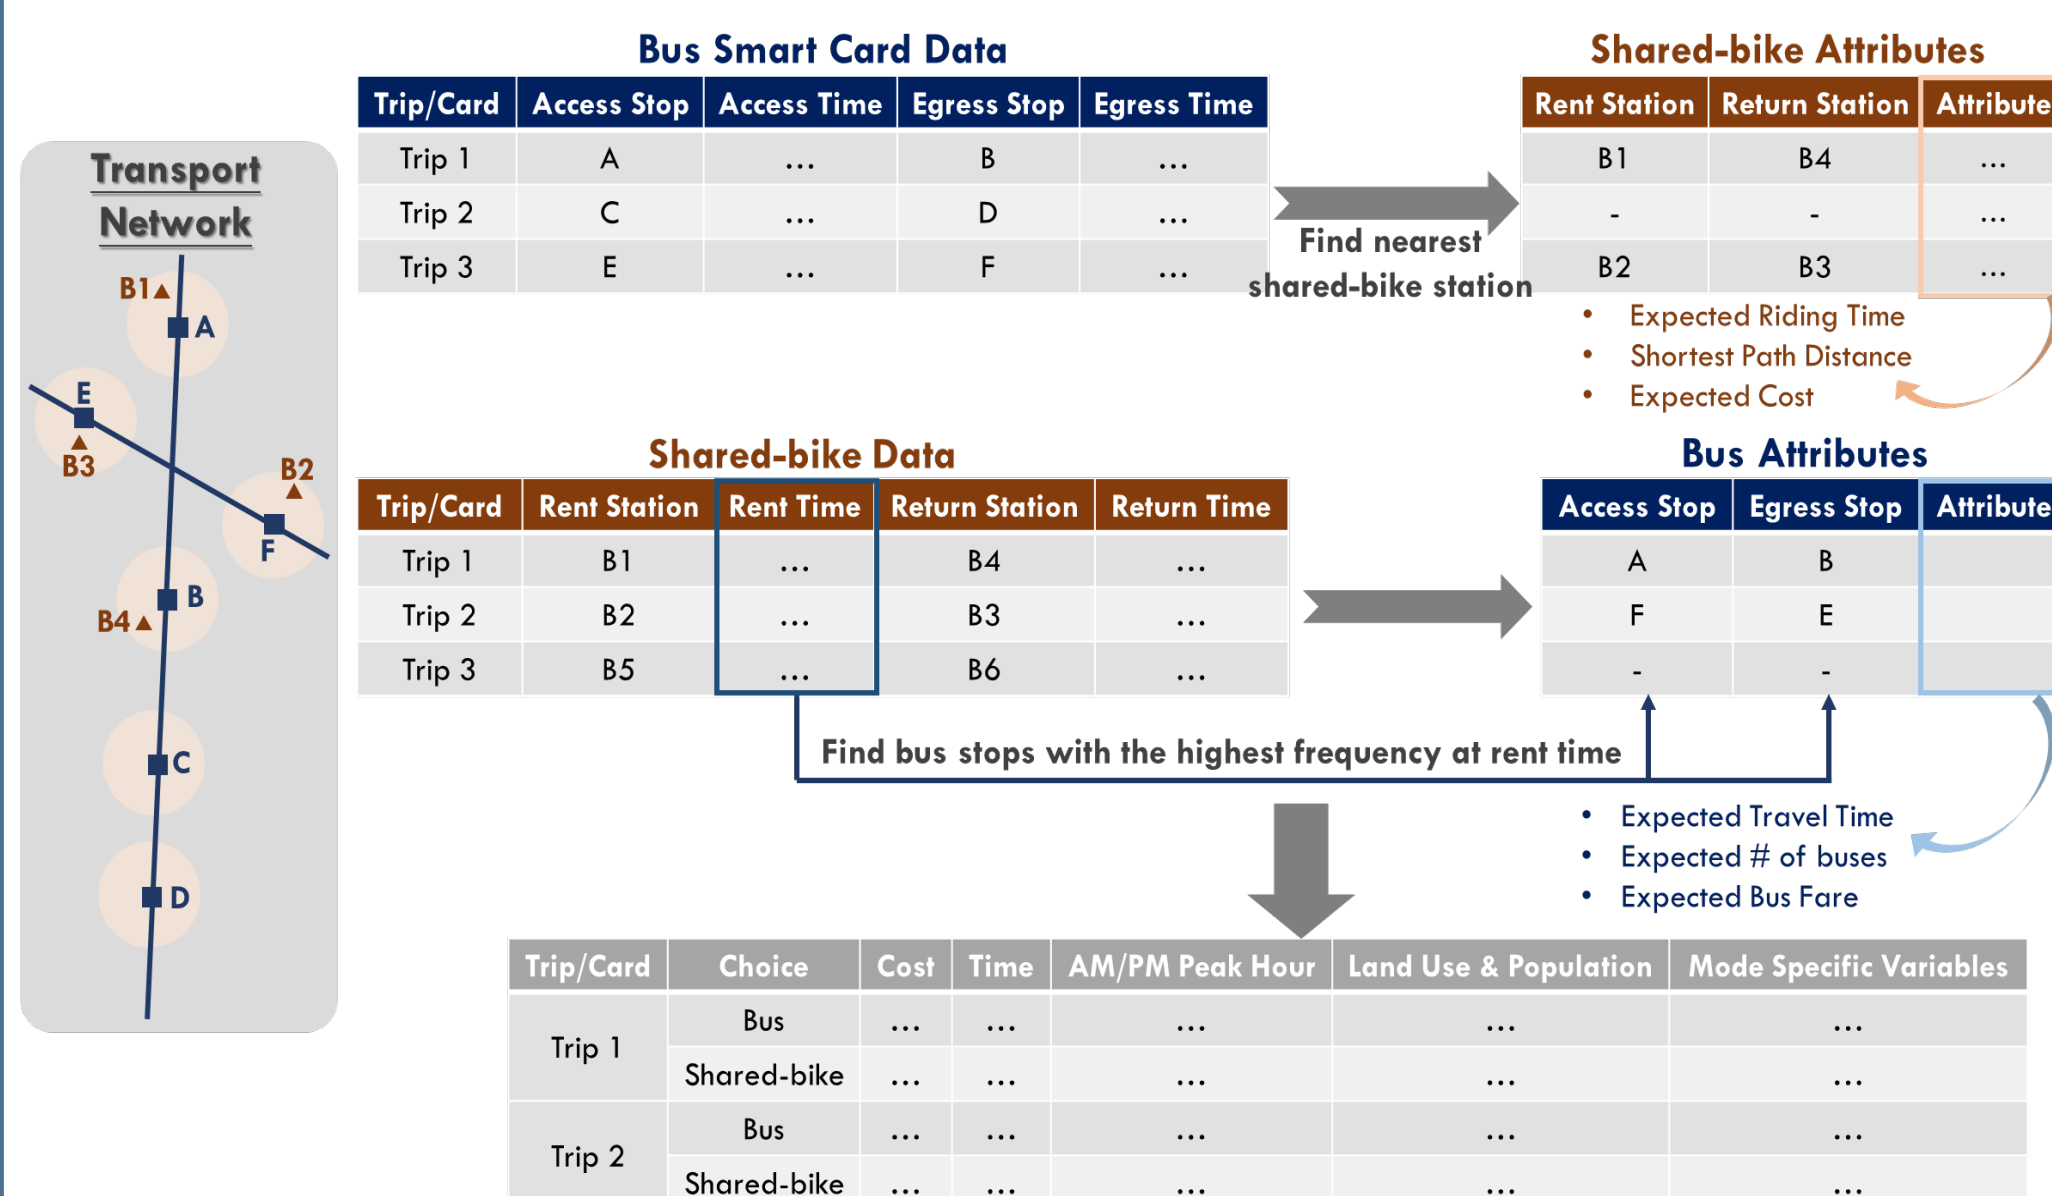 Transport
Network
B1
A
E
B3
B2
F
B
B4
C
D
Bus Smart Card Data
Trip/Card Access Stop Access Time Egress Stop Egress Time
Trip 1 A ... B ...
Trip 2 C ... D ...
Trip 3 E ... F ...
Find nearest
shared-bike station
Shared-bike Attributes
Rent Station Return Station Attribute
B1 B4 ...
- - ...
B2 B3 ...
• Expected Riding Time
• Shortest Path Distance
• Expected Cost
Shared-bike Data
Trip/Card Rent Station Rent Time Return Station Return Time
Trip 1 B1 ... B4 ...
Trip 2 B2 ... B3 ...
Trip 3 B5 ... B6 ...
Bus Attributes
Access Stop Egress Stop Attribute
A B
F E
- -
Find bus stops with the highest frequency at rent time
• Expected Travel Time
• Expected # of buses
• Expected Bus Fare
Trip/Card Choice Cost Time AM/PM Peak Hour Land Use & Population Mode Specific Variables
Trip 1
Bus ... ... ... ... ...
Shared-bike ... ... ... ... ...
Trip 2
Bus ... ... ... ... ...
Shared-bike ... ... ... ... ...